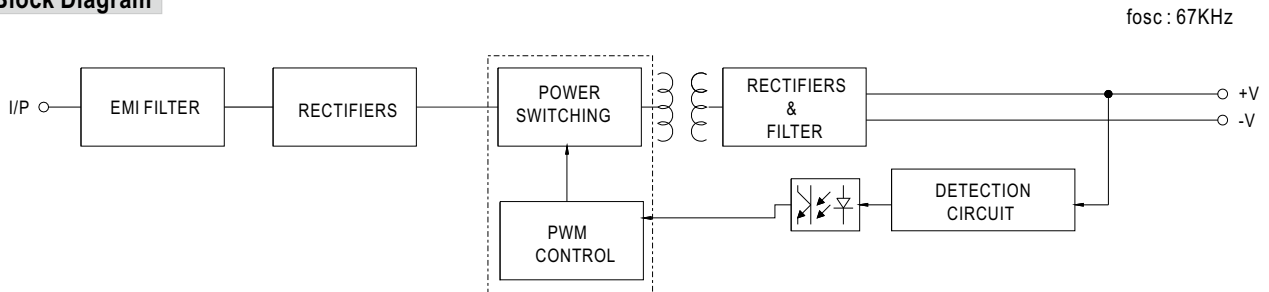 Block Diagram
fosc : 67KHz
I/P
EMI FILTER
RECTIFIERS
POWER
SWITCHING
RECTIFIERS
&
FILTER
+V
-V
DETECTION
CIRCUIT
PWM
CONTROL